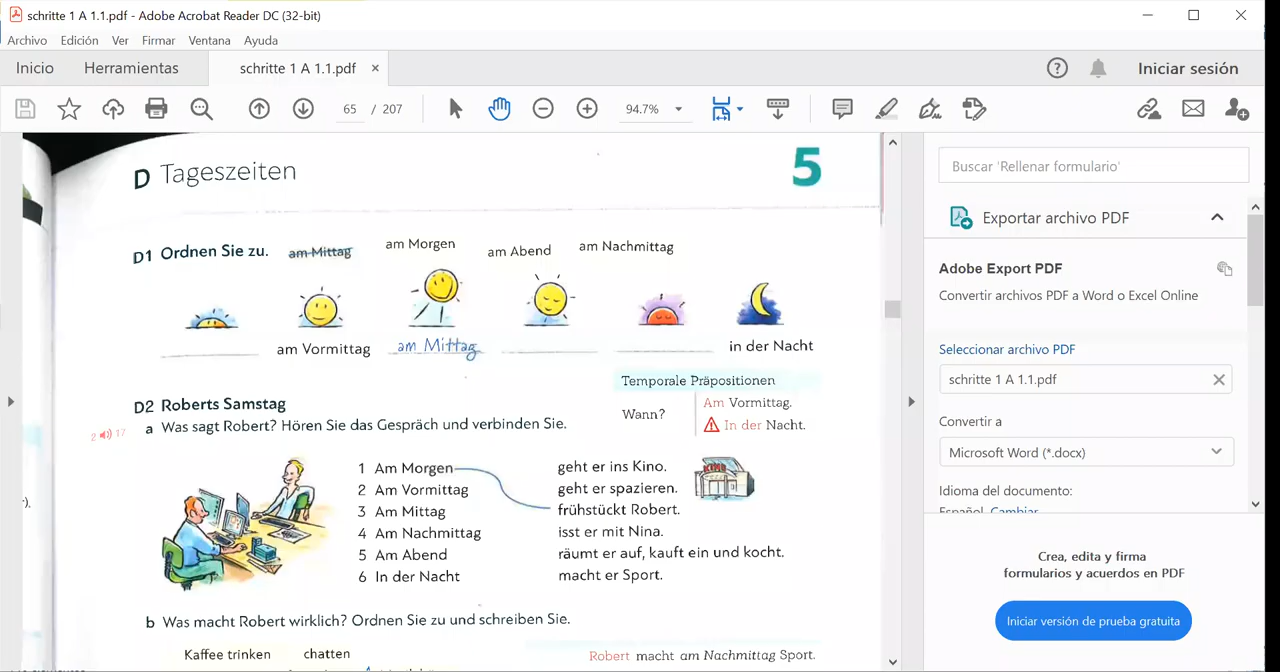 schritte 1 A 1.1.pdf - Adobe Acrobat Reader DC (32-bit)
Archivo Edición Ver Firmar Ventana Ayuda
Inicio Herramientas schritte 1 A 1.1.pdf × Iniciar sesión
65 / 207 94.7%
D Tageszeiten 5
D1 Ordnen Sie zu. am Mittag am Morgen am Abend am Nachmittag
am Vormittag am Mittag in der Nacht
Temporale Präpositionen
Wann? Am Vormittag.
In der Nacht.
D2 Roberts Samstag
2 17 a Was sagt Robert? Hören Sie das Gespräch und verbinden Sie.
1 Am Morgen geht er ins Kino.
2 Am Vormittag geht er spazieren.
3 Am Mittag frühstückt Robert.
4 Am Nachmittag isst er mit Nina.
5 Am Abend räumt er auf, kauft ein und kocht.
6 In der Nacht macht er Sport.
KINO
b Was macht Robert wirklich? Ordnen Sie zu und schreiben Sie.
Kaffee trinken chatten
Robert macht am Nachmittag Sport.
Buscar 'Rellenar formulario'
Exportar archivo PDF
Adobe Export PDF
Convertir archivos PDF a Word o Excel Online
Seleccionar archivo PDF
schritte 1 A 1.1.pdf
Convertir a
Microsoft Word (*.docx)
Idioma del documento:
Español Cambiar
Crea, edita y firma
formularios y acuerdos en PDF
Iniciar versión de prueba gratuita